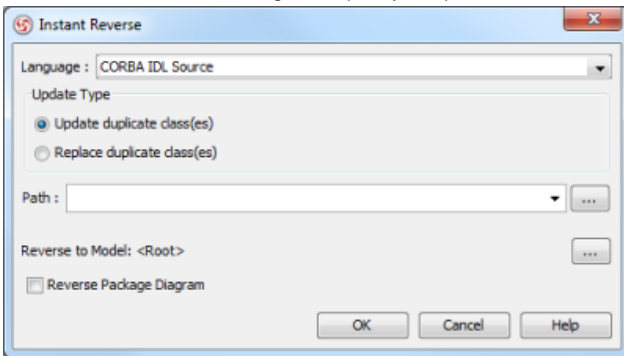 Instant Reverse
Language : CORBA IDL Source
Update Type
Update duplicate class(es)
Replace duplicate class(es)
Path : ...
Reverse to Model: <Root> ...
Reverse Package Diagram
OK Cancel Help